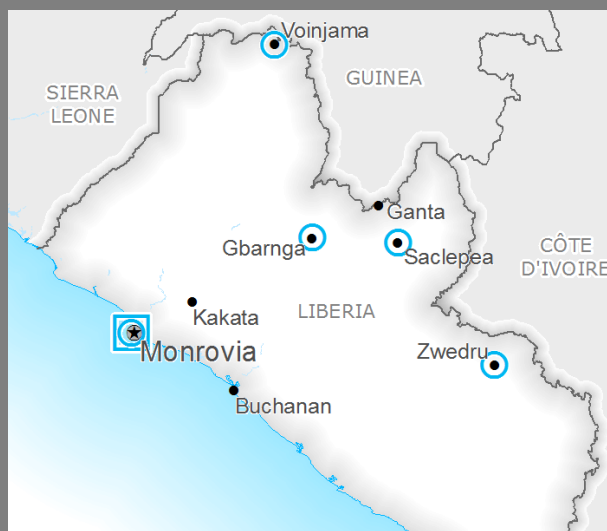 Voinjama
SIERRA
LEONE
GUINEA
Ganta
Gbarnga
Saclepea
CÔTE
D'IVOIRE
Kakata
LIBERIA
Monrovia
Zwedru
Buchanan